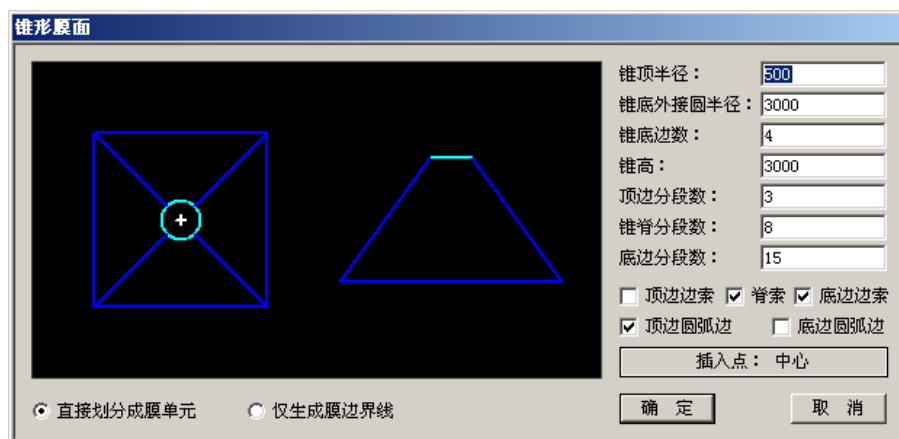 锥形膜面
锥顶半径： 500
锥底外接圆半径： 3000
锥底边数： 4
锥高： 3000
顶边分段数： 3
锥脊分段数： 8
底边分段数： 15
顶边边索 脊索 底边边索
顶边圆弧边 底边圆弧边
插入点： 中心
直接划分成膜单元 仅生成膜边界线 确 定 取 消